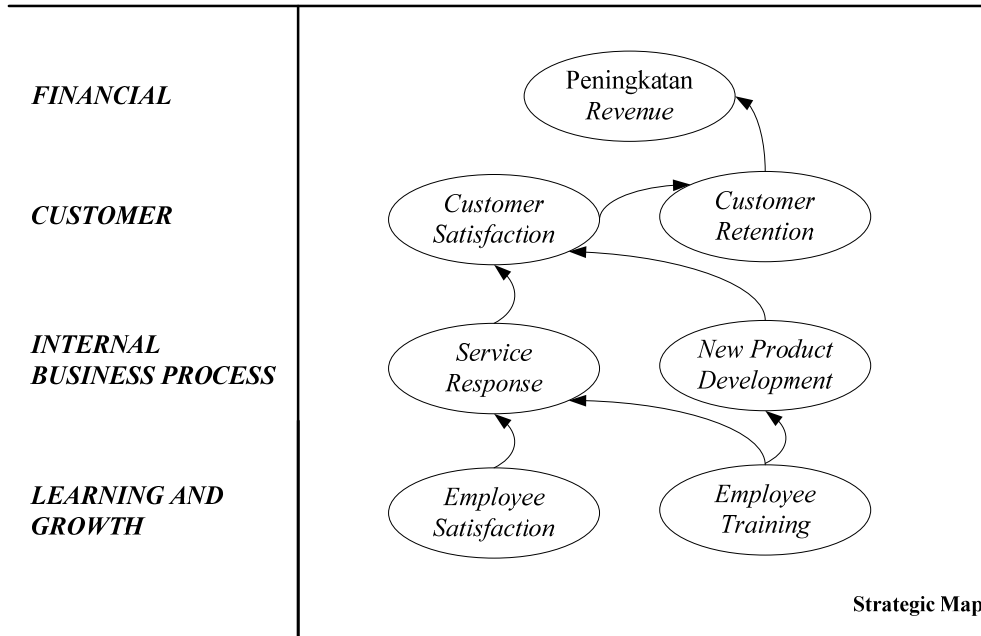 FINANCIAL
Peningkatan
Revenue
CUSTOMER
Customer
Satisfaction
Customer
Retention
INTERNAL
BUSINESS PROCESS
Service
Response
New Product
Development
LEARNING AND
GROWTH
Employee
Satisfaction
Employee
Training
Strategic Map